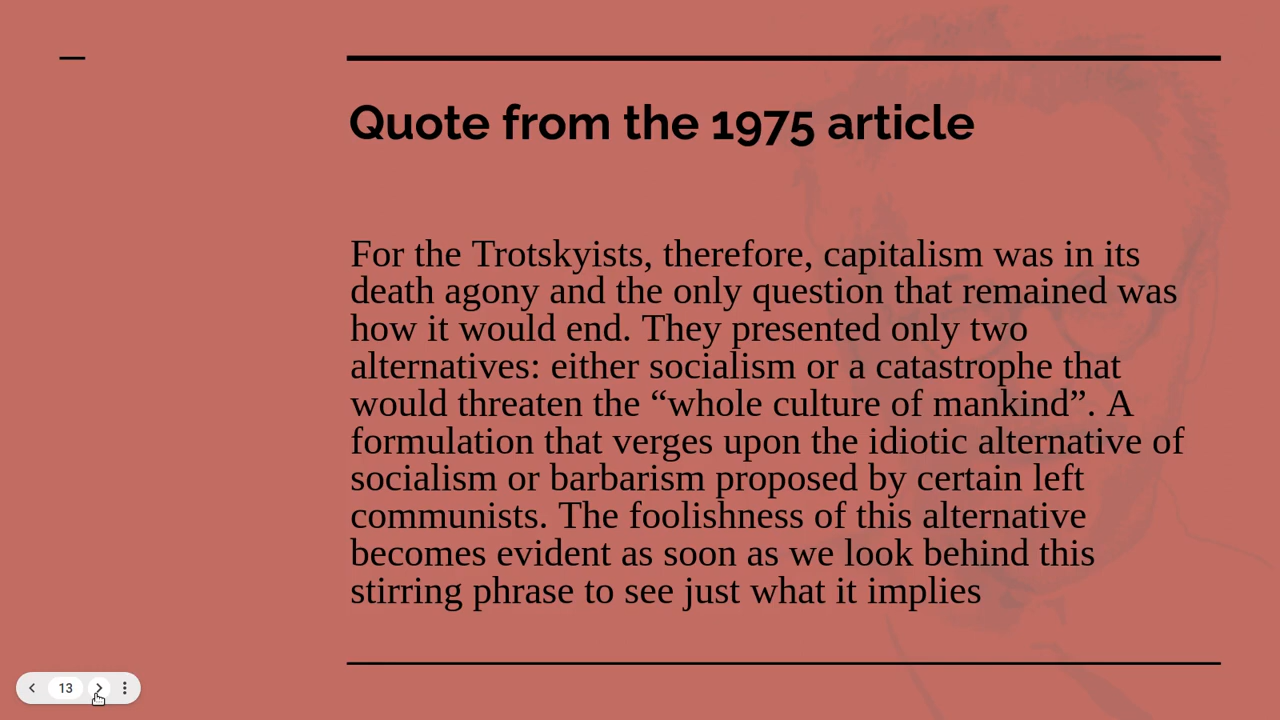 Quote from the 1975 article
For the Trotskyists, therefore, capitalism was in its
death agony and the only question that remained was
how it would end. They presented only two
alternatives: either socialism or a catastrophe that
would threaten the “whole culture of mankind”. A
formulation that verges upon the idiotic alternative of
socialism or barbarism proposed by certain left
communists. The foolishness of this alternative
becomes evident as soon as we look behind this
stirring phrase to see just what it implies
13